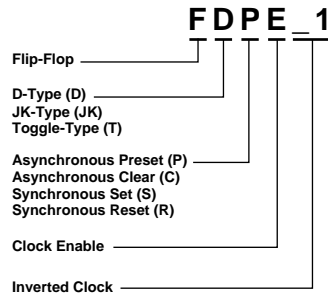 F D P E _1
Flip-Flop
D-Type (D)
JK-Type (JK)
Toggle-Type (T)
Asynchronous Preset (P)
Asynchronous Clear (C)
Synchronous Set (S)
Synchronous Reset (R)
Clock Enable
Inverted Clock